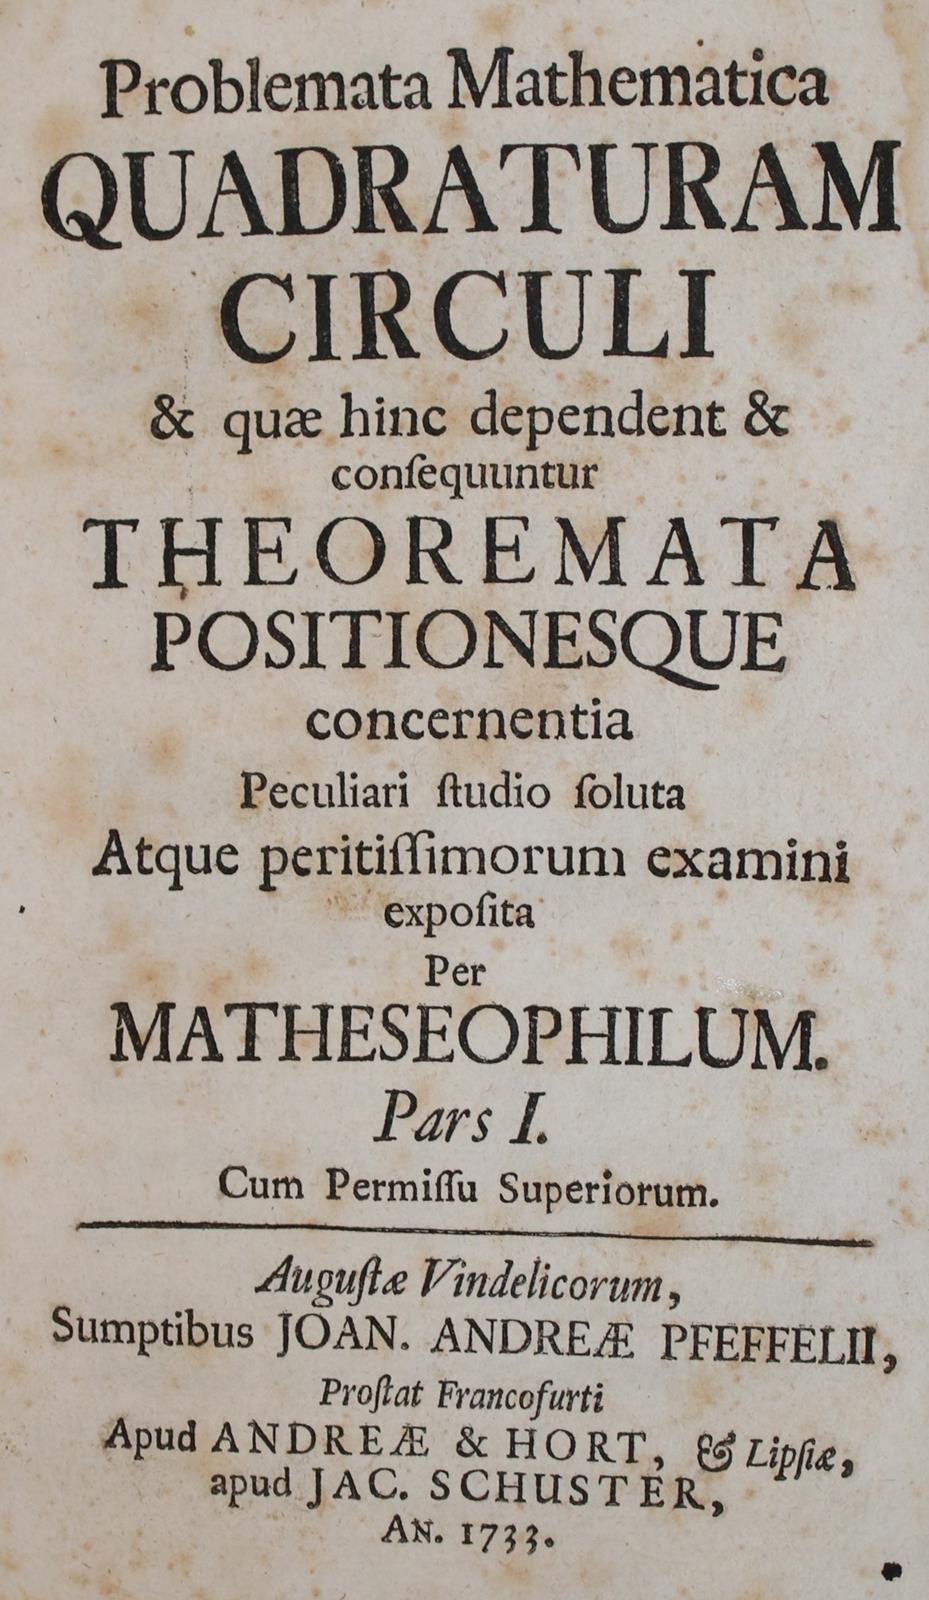 Problemata Mathematica
QUADRATURAM
CIRCULI
& quæ hinc dependent &
conſequuntur
THEOREMATA
POSITIONESQUE
concernentia
Peculiari ſtudio ſoluta
Atque peritiſſimorum examini
expoſita
Per
MATHESEOPHILUM.
Pars I.
Cum Permiſſu Superiorum.
Auguſtæ Vindelicorum,
Sumptibus JOAN. ANDREÆ PFEFFELII,
Proſtat Francofurti
Apud ANDREÆ & HORT, & Lipſiæ,
apud JAC. SCHUSTER,
AN. 1733.